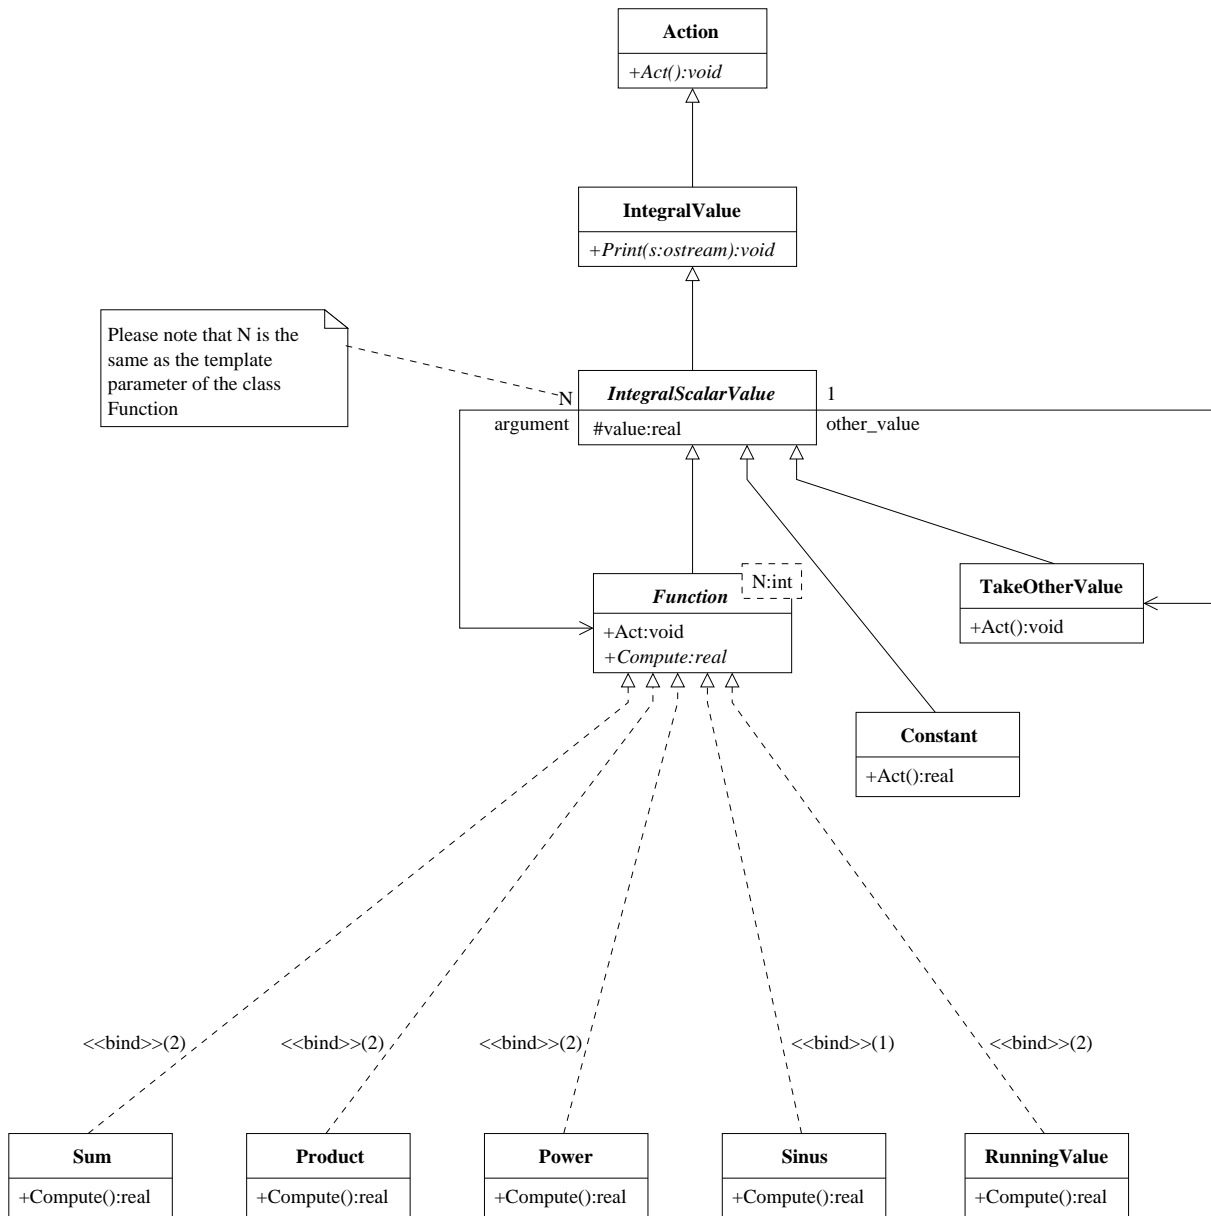 Action
+Act():void
IntegralValue
+Print(s:ostream):void
Please note that N is the
same as the template
parameter of the class
Function
N
argument
IntegralScalarValue
#value:real
1
other_value
N:int
Function
+Act:void
+Compute:real
TakeOtherValue
+Act():void
Constant
+Act():real
<<bind>>(2)
<<bind>>(2)
<<bind>>(2)
<<bind>>(1)
<<bind>>(2)
Sum
+Compute():real
Product
+Compute():real
Power
+Compute():real
Sinus
+Compute():real
RunningValue
+Compute():real